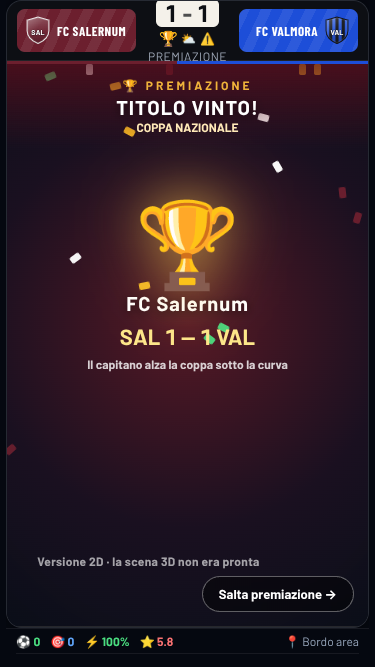 SAL FC SALERNUM
1 - 1
FC VALMORA VAL
PREMIAZIONE
PREMIAZIONE
TITOLO VINTO!
COPPA NAZIONALE
FC Salernum
SAL 1 – 1 VAL
Il capitano alza la coppa sotto la curva
Versione 2D · la scena 3D non era pronta
Salta premiazione →
0 0 100% 5.8 Bordo area